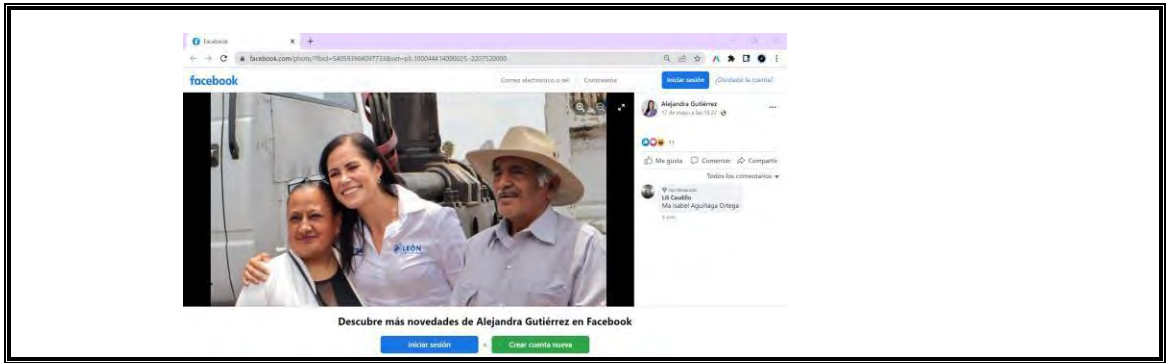 Facebook
facebook.com/photo/?fbid=540593984097733&set=pb.100044414000025.-2207520000.
facebook
Correo electrónico o tel
Contraseña
Iniciar sesión
¿Olvidaste la cuenta?
Alejandra Gutiérrez
17 de mayo a las 15:22
11
Me gusta
Comentar
Compartir
Todos los comentarios
Lili Caudillo
Ma Isabel Aguiñaga Ortega
LEÓN
Descubre más novedades de Alejandra Gutiérrez en Facebook
Iniciar sesión
o
Crear cuenta nueva